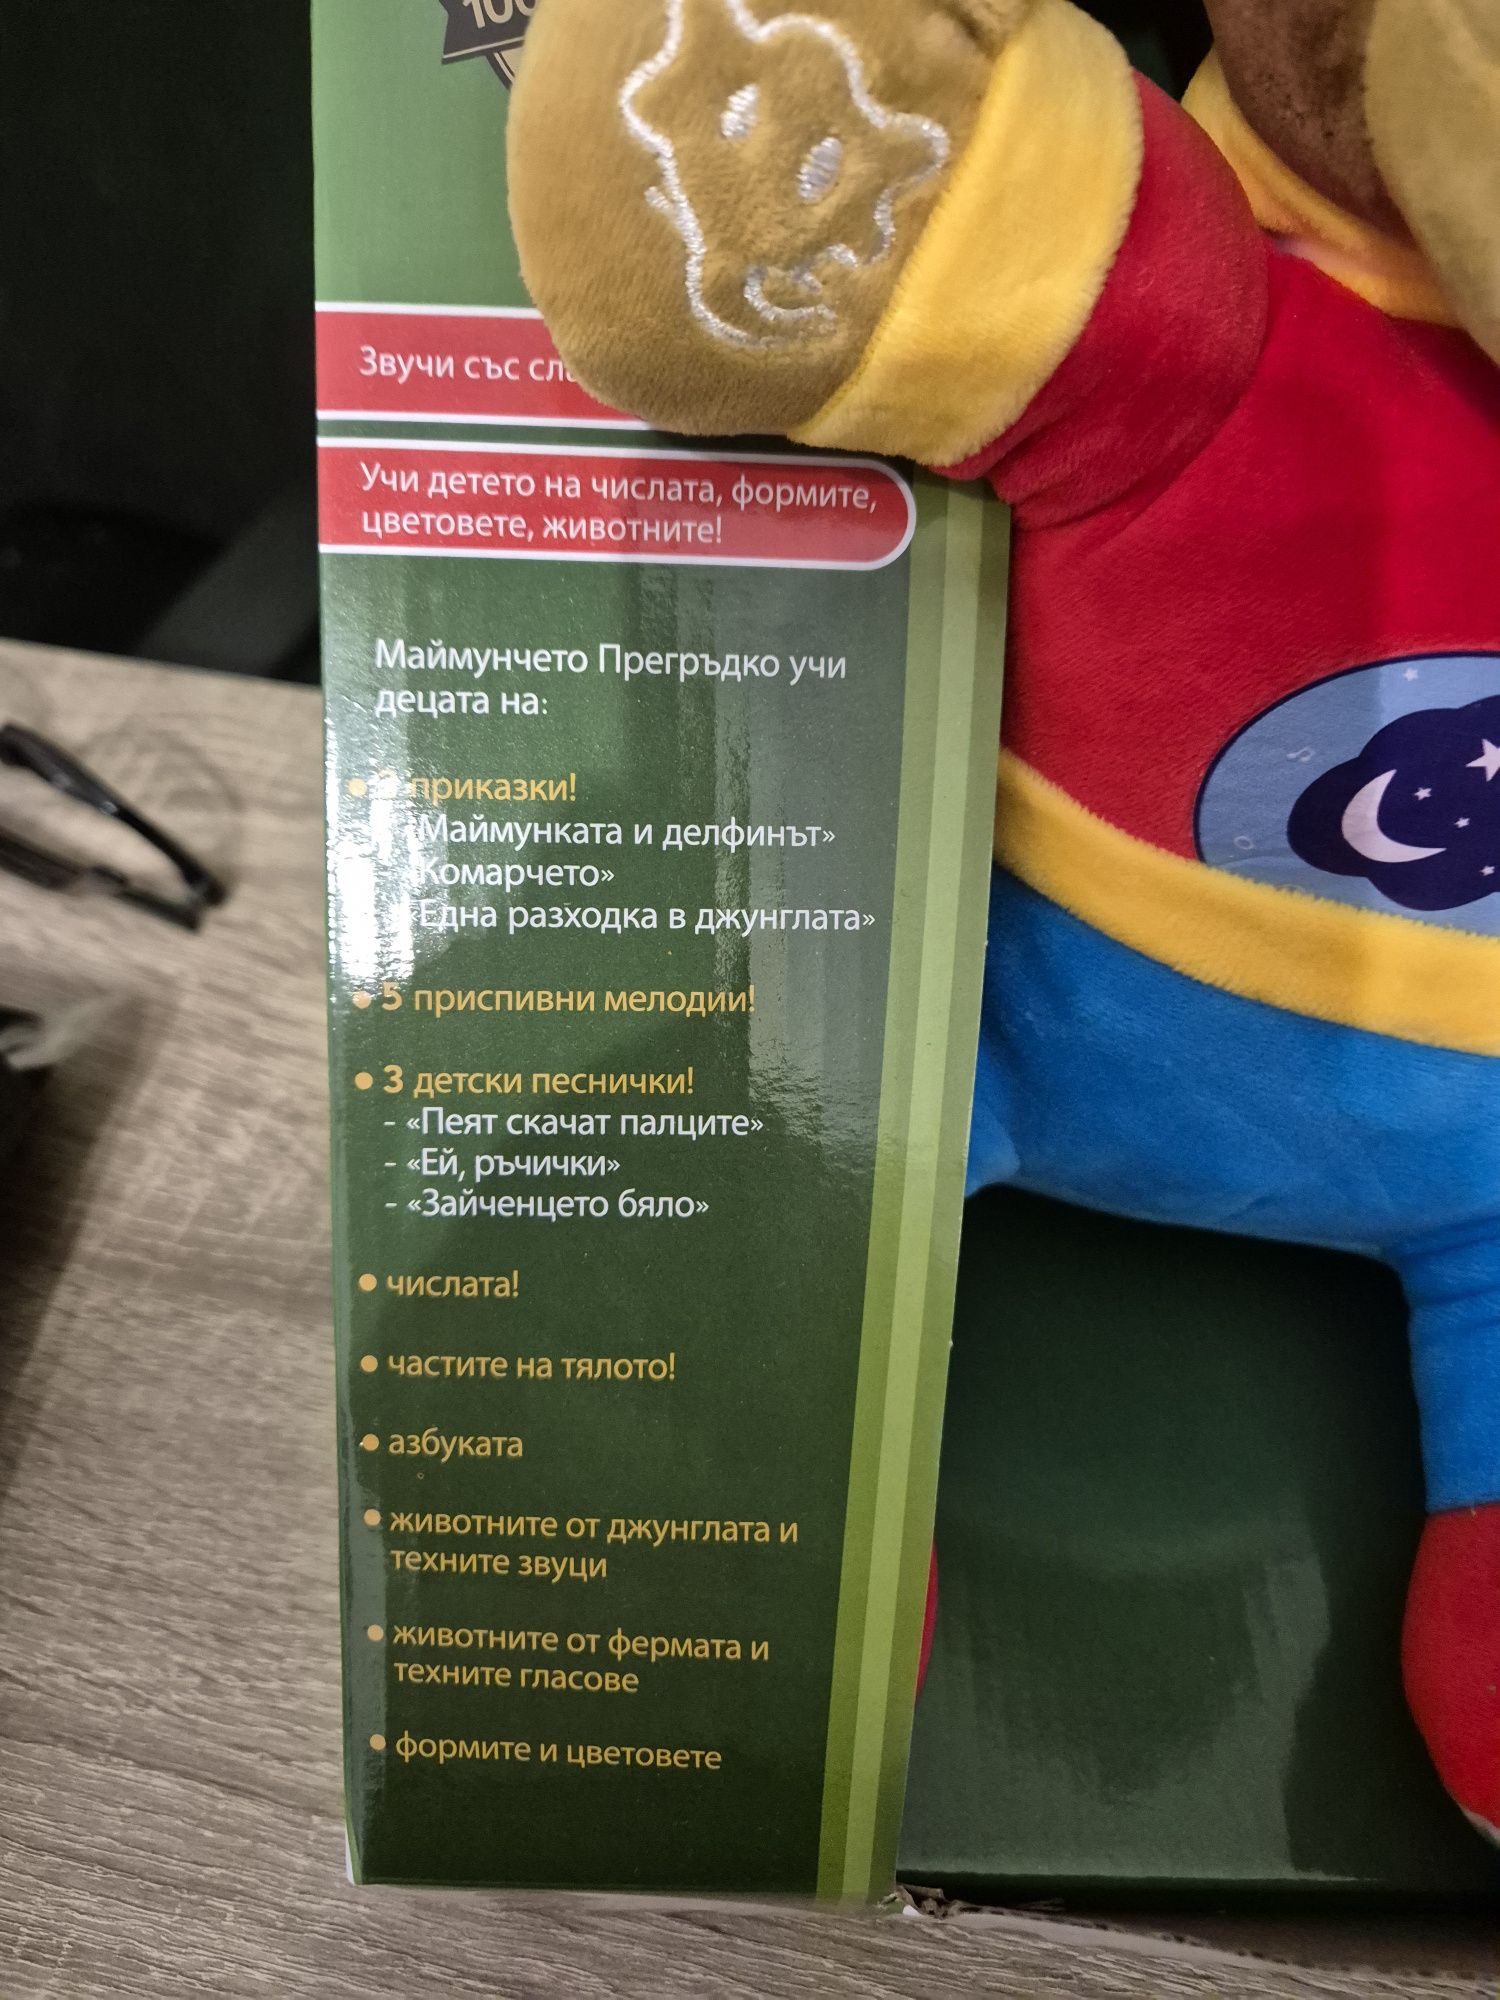 100
Звучи със
Учи детето на числата, формите,
цветовете, животните!
Маймунчето Прегръдко учи
децата на:
• приказки!
«Маймунката и делфинът»
«Комарчето»
«Една разходка в джунглата»
• 5 приспивни мелодии!
• 3 детски песнички!
- «Пеят скачат палците»
- «Ей, ръчички»
- «Зайченцето бяло»
• числата!
• частите на тялото!
• азбуката
• животните от джунглата и
техните звуци
• животните от фермата и
техните гласове
• формите и цветовете